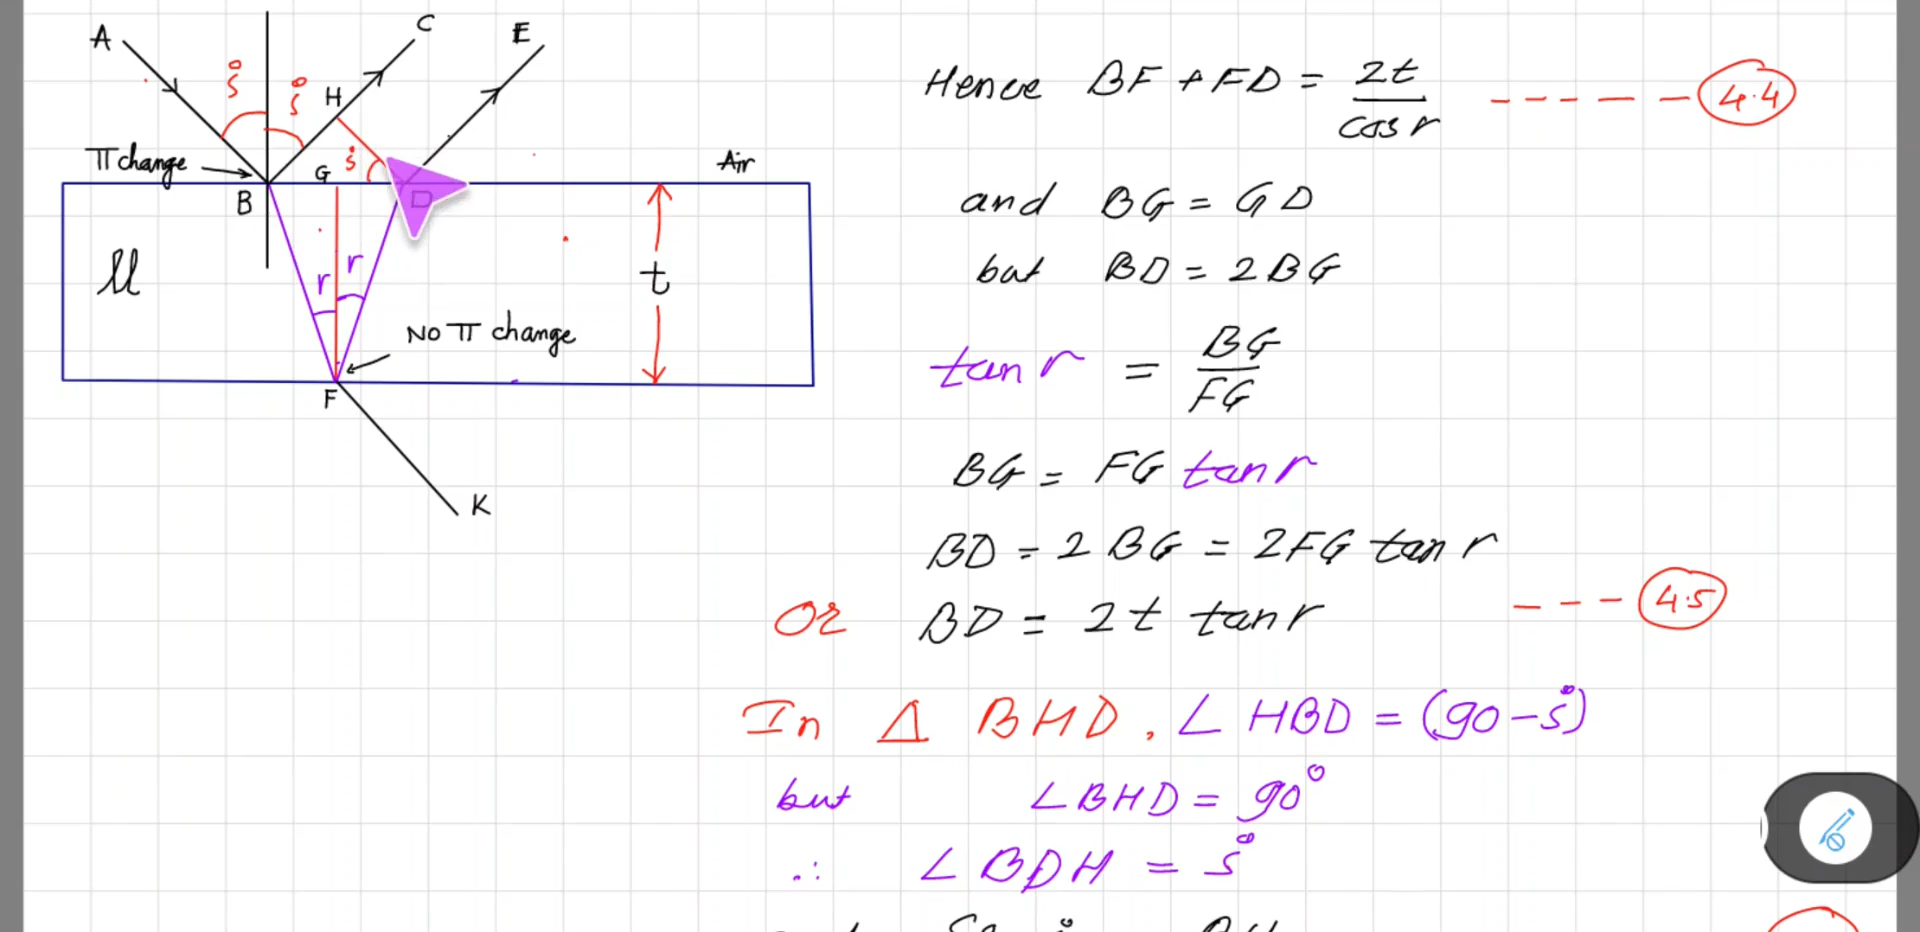 A
C
E
i
i
H
π change
G
i
Air
B
D
μ
r
r
t
NO π change
F
K
Hence BF + FD = 2t / cos r ------ (4.4)
and BG = GD
but BD = 2BG
tan r = BG / FG
BG = FG tan r
BD = 2 BG = 2FG tan r
Or BD = 2t tan r --- (4.5)
In Δ BHD, ∠ HBD = (90 - i)
but ∠BHD = 90°
∴ ∠ BDH = i